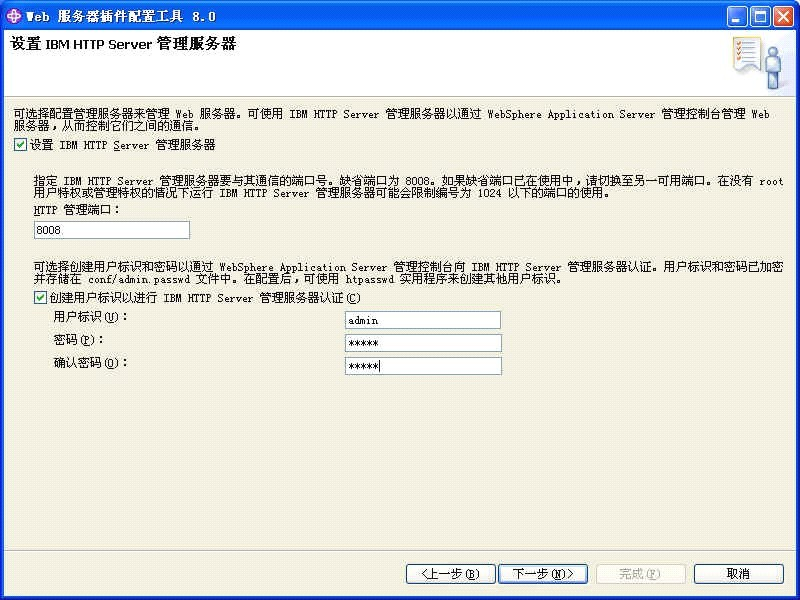 Web 服务器插件配置工具 8.0
设置 IBM HTTP Server 管理服务器
可选择配置管理服务器来管理 Web 服务器。可使用 IBM HTTP Server 管理服务器以通过 WebSphere Application Server 管理控制台管理 Web
服务器，从而控制它们之间的通信。
设置 IBM HTTP Server 管理服务器
指定 IBM HTTP Server 管理服务器要与其通信的端口号。缺省端口为 8008。如果缺省端口已在使用中，请切换至另一可用端口。在没有 root
用户特权或管理特权的情况下运行 IBM HTTP Server 管理服务器可能会限制编号为 1024 以下的端口的使用。
HTTP 管理端口：
8008
可选择创建用户标识和密码以通过 WebSphere Application Server 管理控制台向 IBM HTTP Server 管理服务器认证。用户标识和密码已加密
并存储在 conf/admin.passwd 文件中。在配置后，可使用 htpasswd 实用程序来创建其他用户标识。
创建用户标识以进行 IBM HTTP Server 管理服务器认证(C)
用户标识(U)： admin
密码(P)： *****
确认密码(O)： *****
<上一步(B) 下一步(N)> 完成(F) 取消